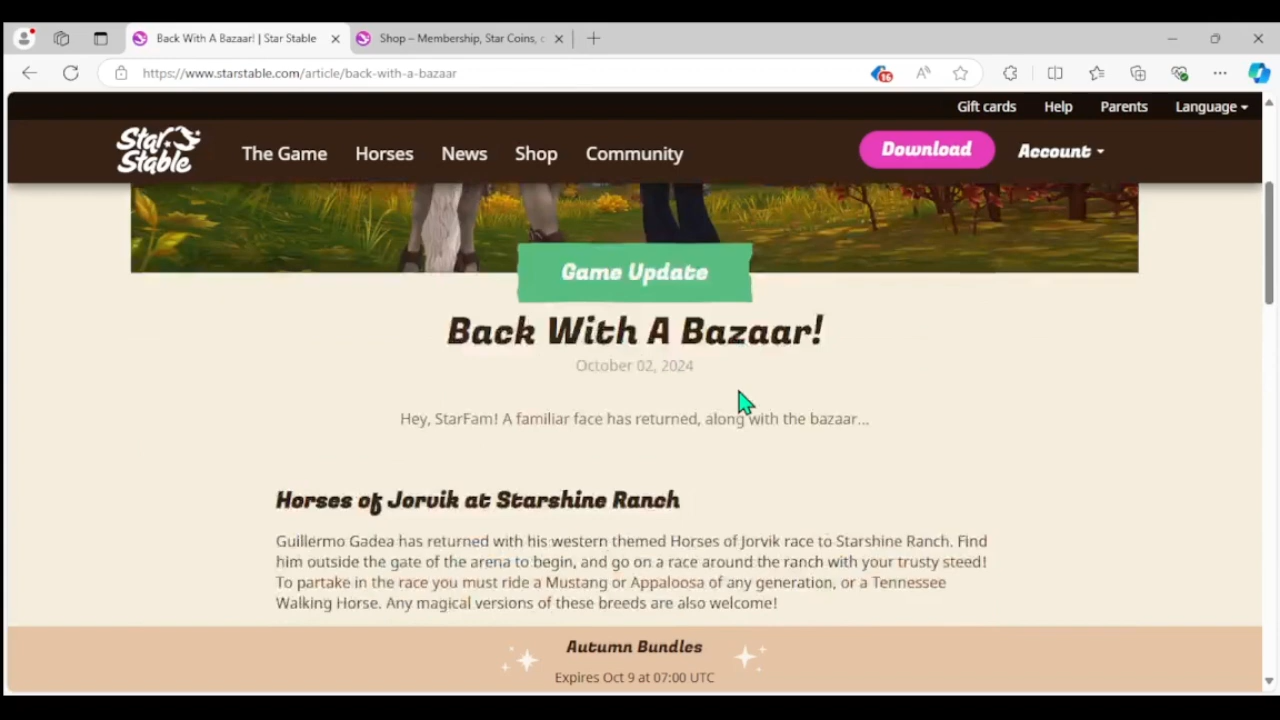 Back With A Bazaar! | Star Stable
Shop – Membership, Star Coins, c
https://www.starstable.com/article/back-with-a-bazaar
16
Gift cards Help Parents Language
Star Stable
The Game Horses News Shop Community Download Account
Game Update
Back With A Bazaar!
October 02, 2024
Hey, StarFam! A familiar face has returned, along with the bazaar...
Horses of Jorvik at Starshine Ranch
Guillermo Gadea has returned with his western themed Horses of Jorvik race to Starshine Ranch. Find
him outside the gate of the arena to begin, and go on a race around the ranch with your trusty steed!
To partake in the race you must ride a Mustang or Appaloosa of any generation, or a Tennessee
Walking Horse. Any magical versions of these breeds are also welcome!
Autumn Bundles
Expires Oct 9 at 07:00 UTC